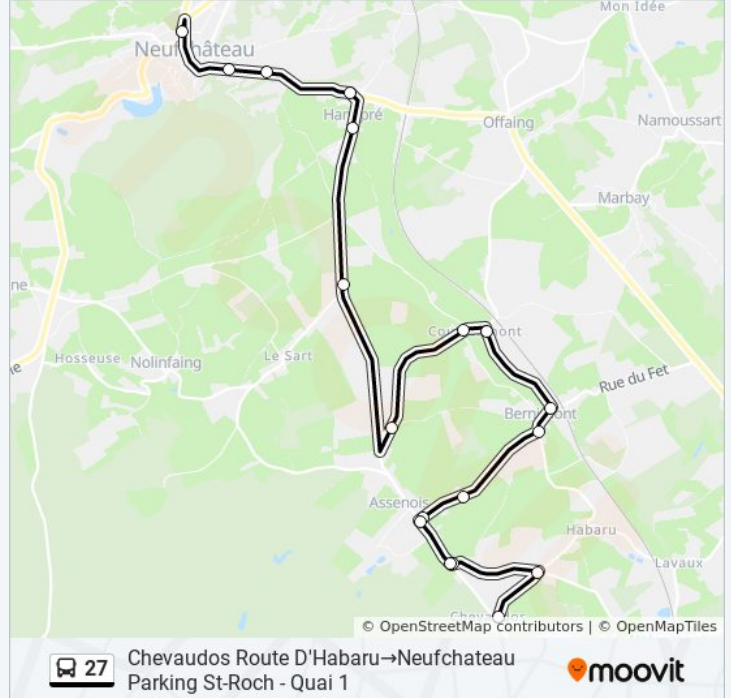 Mon Idée
Neufchâteau
Offaing
Namoussart
Marbay
Hosseuse
Nolinfaing
Le Sart
Rue du Fet
Assenois
Habaru
Lavaux
© OpenStreetMap contributors | © OpenMapTiles
27
Chevaudos Route D'Habaru→Neufchateau
Parking St-Roch - Quai 1
moovit